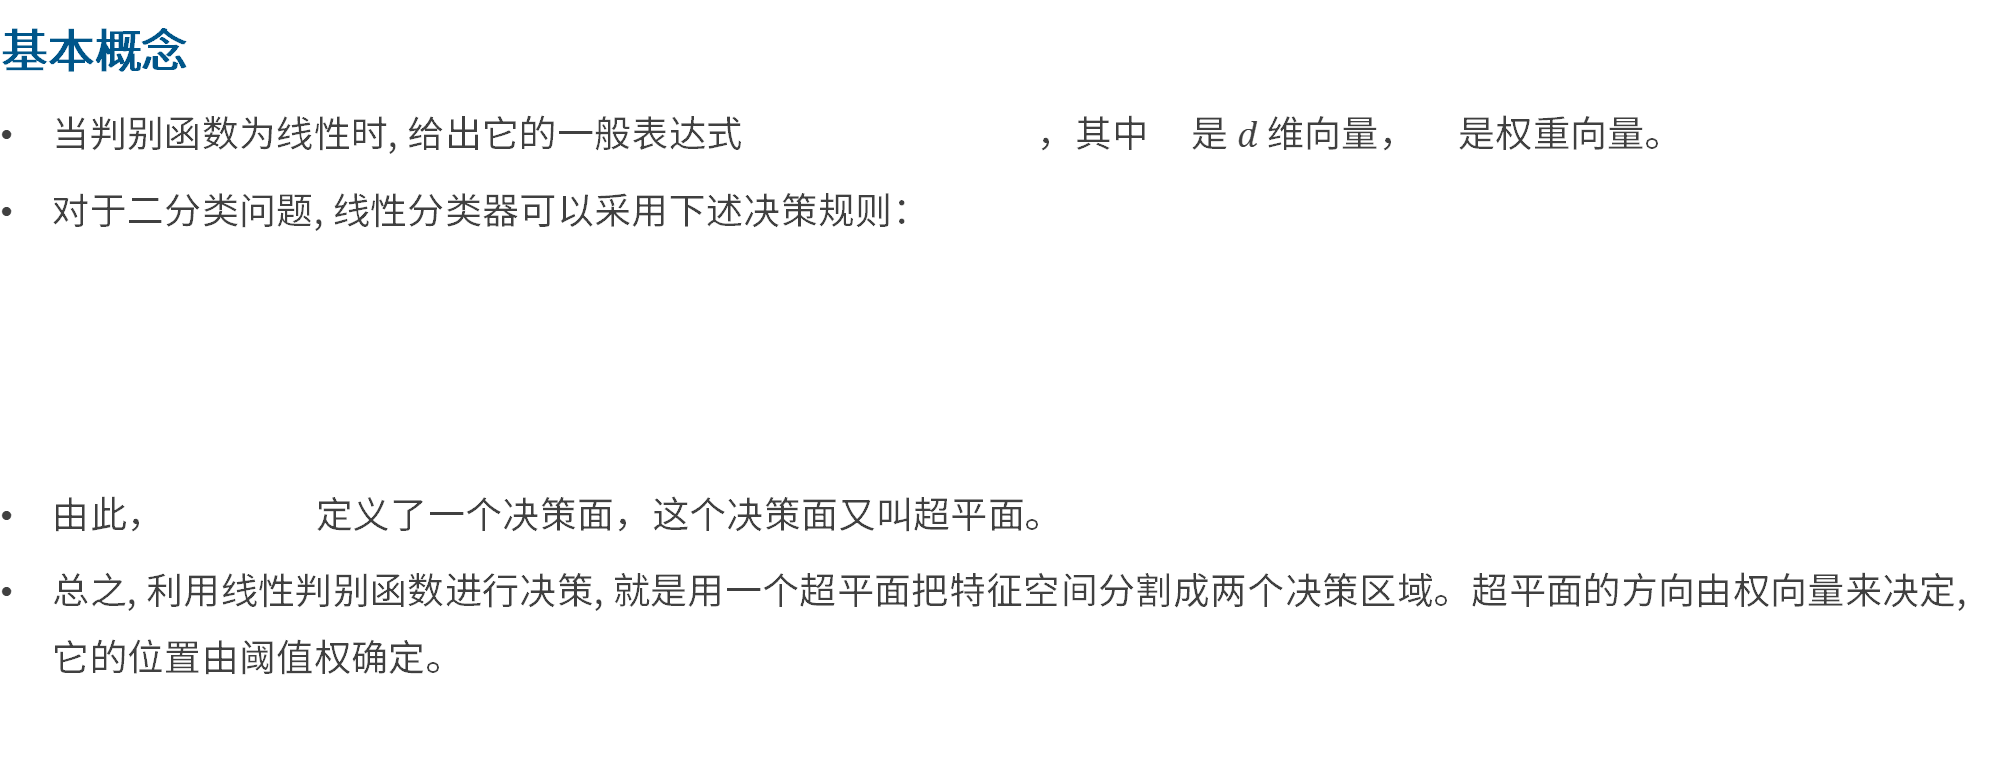 基本概念
• 当判别函数为线性时, 给出它的一般表达式 ，其中 是 d 维向量， 是权重向量。
• 对于二分类问题, 线性分类器可以采用下述决策规则：
• 由此， 定义了一个决策面，这个决策面又叫超平面。
• 总之, 利用线性判别函数进行决策, 就是用一个超平面把特征空间分割成两个决策区域。超平面的方向由权向量来决定,
它的位置由阈值权确定。